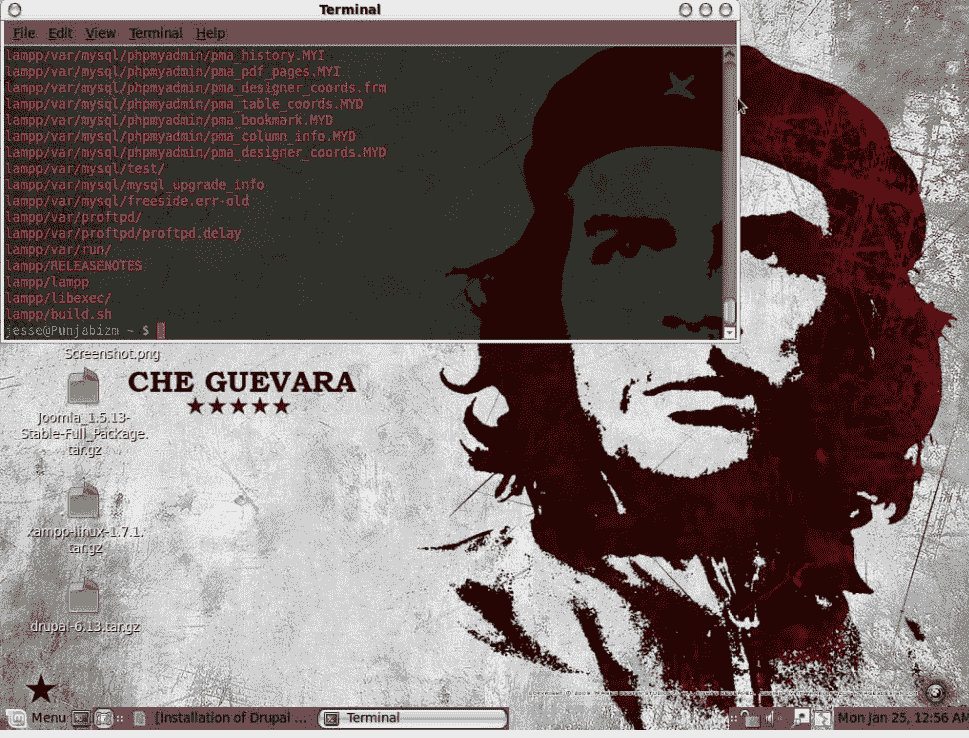 Terminal
File Edit View Terminal Help
lampp/var/mysql/phpmyadmin/pma_history.MYI
lampp/var/mysql/phpmyadmin/pma_pdf_pages.MYI
lampp/var/mysql/phpmyadmin/pma_designer_coords.frm
lampp/var/mysql/phpmyadmin/pma_table_coords.MYD
lampp/var/mysql/phpmyadmin/pma_bookmark.MYD
lampp/var/mysql/phpmyadmin/pma_column_info.MYD
lampp/var/mysql/phpmyadmin/pma_designer_coords.MYD
lampp/var/mysql/test/
lampp/var/mysql/mysql_upgrade_info
lampp/var/mysql/freeside.err-old
lampp/var/proftpd/
lampp/var/proftpd/proftpd.delay
lampp/var/run/
lampp/RELEASENOTES
lampp/lampp
lampp/libexec/
lampp/build.sh
jesse@Punjabizm ~ $
Screenshot.png
CHE GUEVARA
Joomla_1.5.13-
Stable-Full_Package.
tar.gz
xampp-linux-1.7.1.
tar.gz
drupal-6.13.tar.gz
Menu [Installation of Drupal ... Terminal Mon Jan 25, 12:56 AM